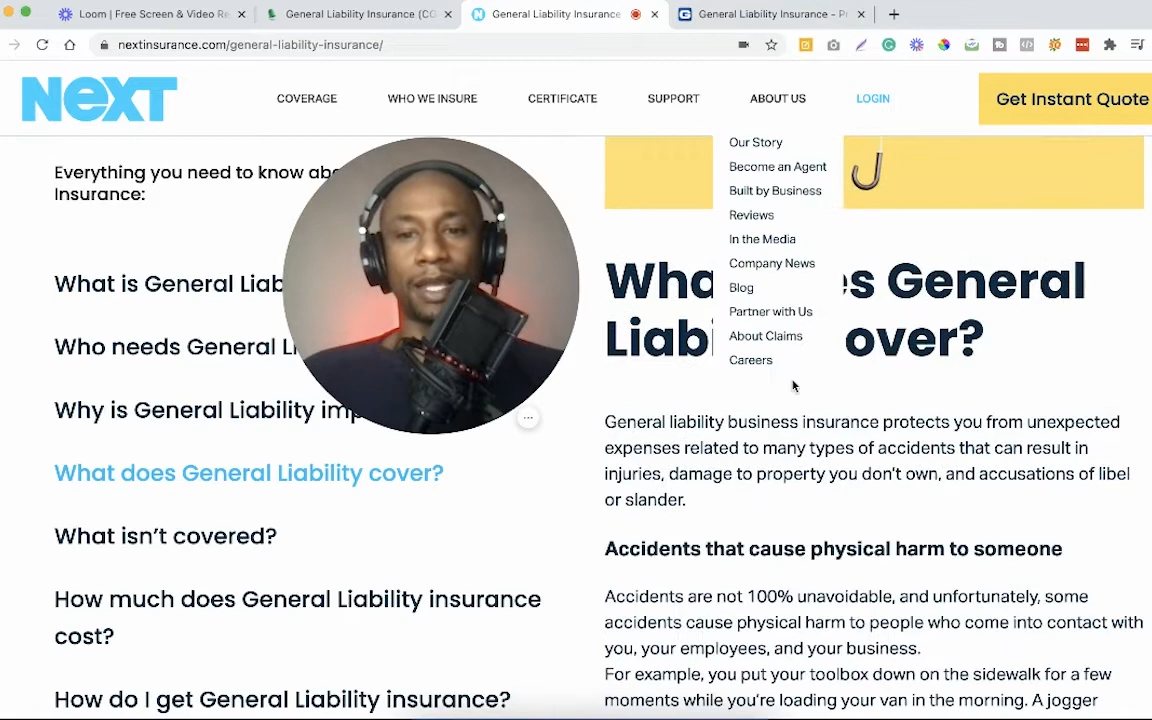 Loom | Free Screen & Video Re
General Liability Insurance (CG
General Liability Insurance
General Liability Insurance - P
nextinsurance.com/general-liability-insurance/
NEXT
COVERAGE
WHO WE INSURE
CERTIFICATE
SUPPORT
ABOUT US
LOGIN
Get Instant Quote
Our Story
Become an Agent
Built by Business
Reviews
In the Media
Company News
Blog
Partner with Us
About Claims
Careers
Everything you need to know abo
Insurance:
What is General Liab
Who needs General Li
Why is General Liability imp
What does General Liability cover?
What isn't covered?
How much does General Liability insurance
cost?
How do I get General Liability insurance?
Wha es General
Liabi over?
General liability business insurance protects you from unexpected
expenses related to many types of accidents that can result in
injuries, damage to property you don't own, and accusations of libel
or slander.
Accidents that cause physical harm to someone
Accidents are not 100% unavoidable, and unfortunately, some
accidents cause physical harm to people who come into contact with
you, your employees, and your business.
For example, you put your toolbox down on the sidewalk for a few
moments while you're loading your van in the morning. A jogger